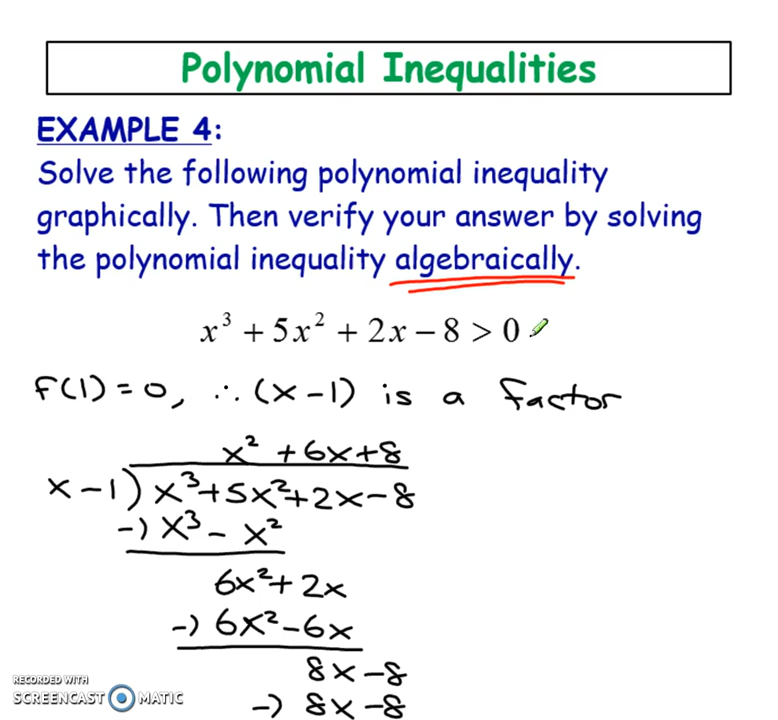 Polynomial Inequalities
EXAMPLE 4:
Solve the following polynomial inequality
graphically. Then verify your answer by solving
the polynomial inequality algebraically.
x³ + 5x² + 2x − 8 > 0
F(1) = 0, ∴ (x − 1) is a factor
x² + 6x + 8
x − 1 ) x³ + 5x² + 2x − 8
−) x³ − x²
6x² + 2x
−) 6x² − 6x
8x − 8
−) 8x − 8
RECORDED WITH
SCREENCAST MATIC